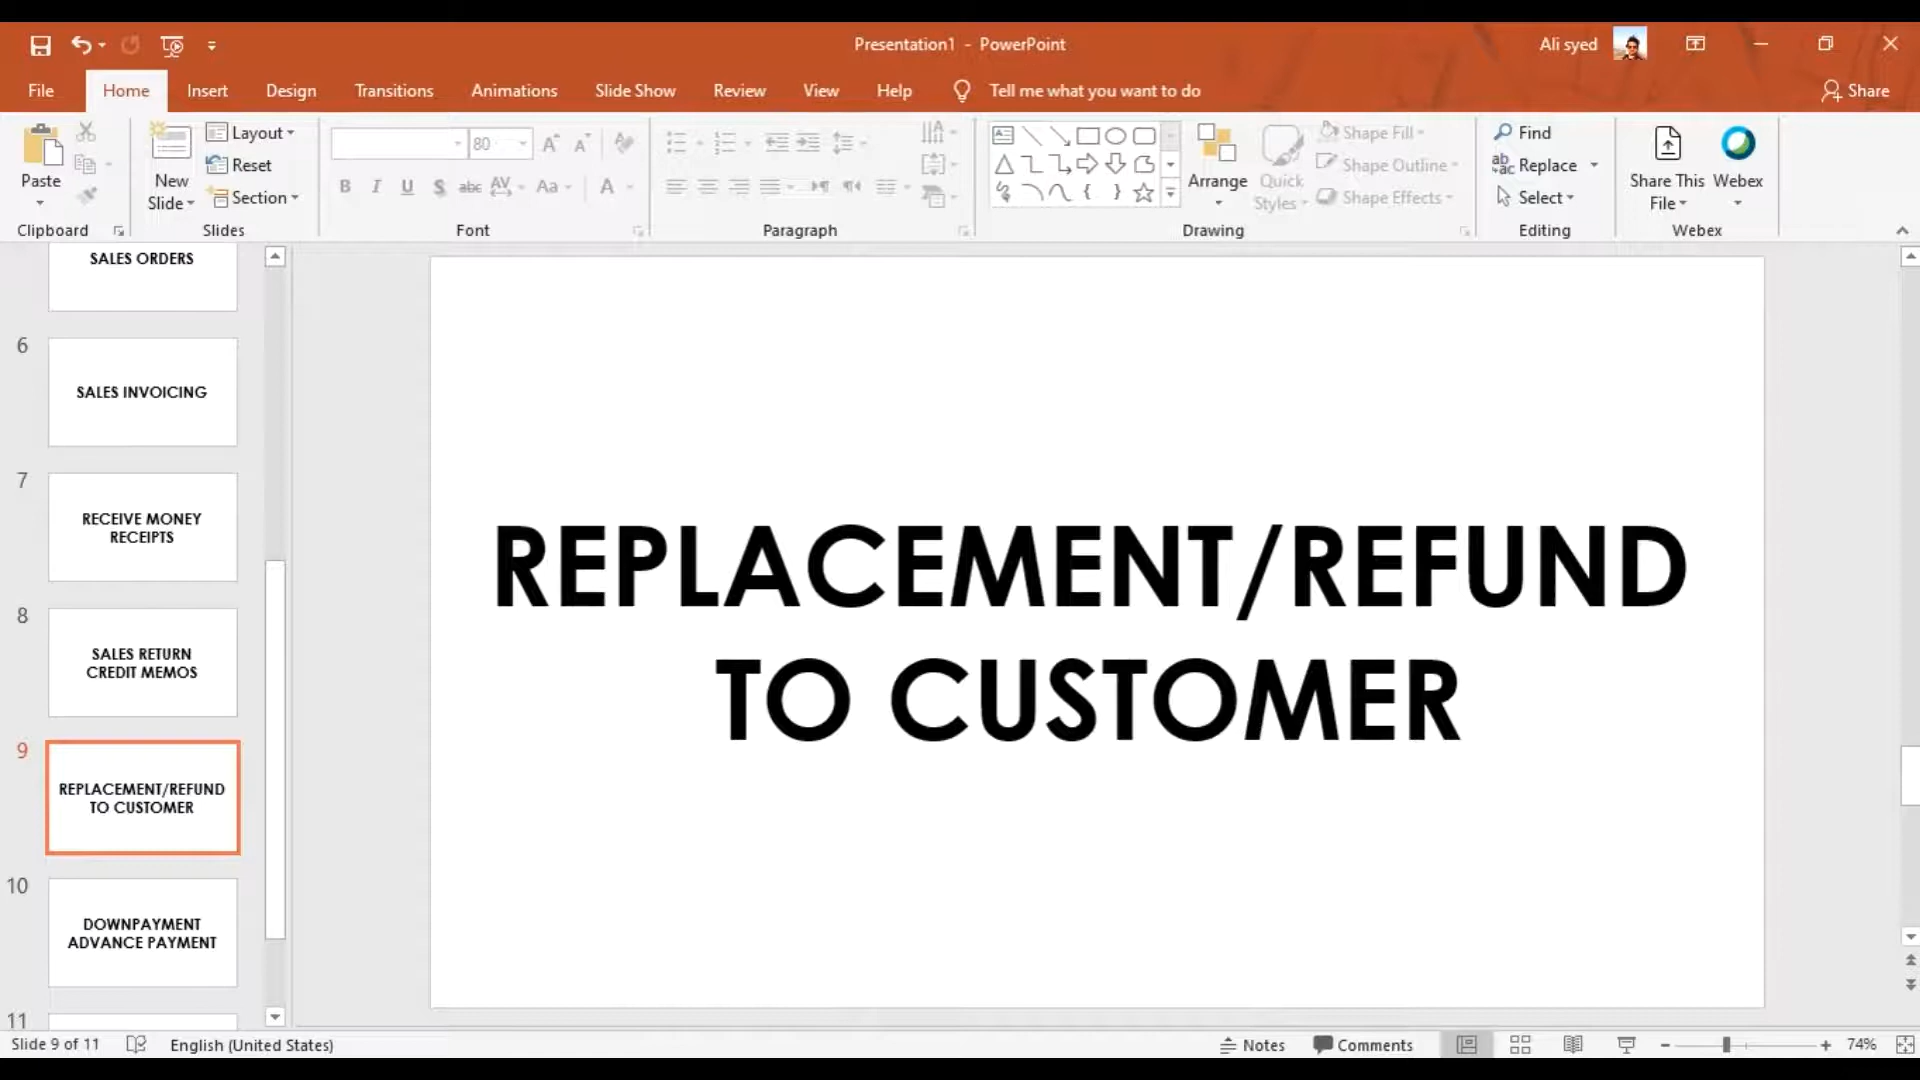 Presentation1 - PowerPoint
Ali syed
File Home Insert Design Transitions Animations Slide Show Review View Help Tell me what you want to do
Share
Paste
Clipboard
New Slide
Layout
Reset
Section
Slides
80
B I U S abc AV Aa A
Font
Paragraph
Arrange
Quick Styles
Shape Fill
Shape Outline
Shape Effects
Drawing
Find
Replace
Select
Editing
Share This File
Webex
Webex
SALES ORDERS
6
SALES INVOICING
7
RECEIVE MONEY
RECEIPTS
8
SALES RETURN
CREDIT MEMOS
9
REPLACEMENT/REFUND
TO CUSTOMER
10
DOWNPAYMENT
ADVANCE PAYMENT
11
REPLACEMENT/REFUND
TO CUSTOMER
Slide 9 of 11 English (United States) Notes Comments 74%